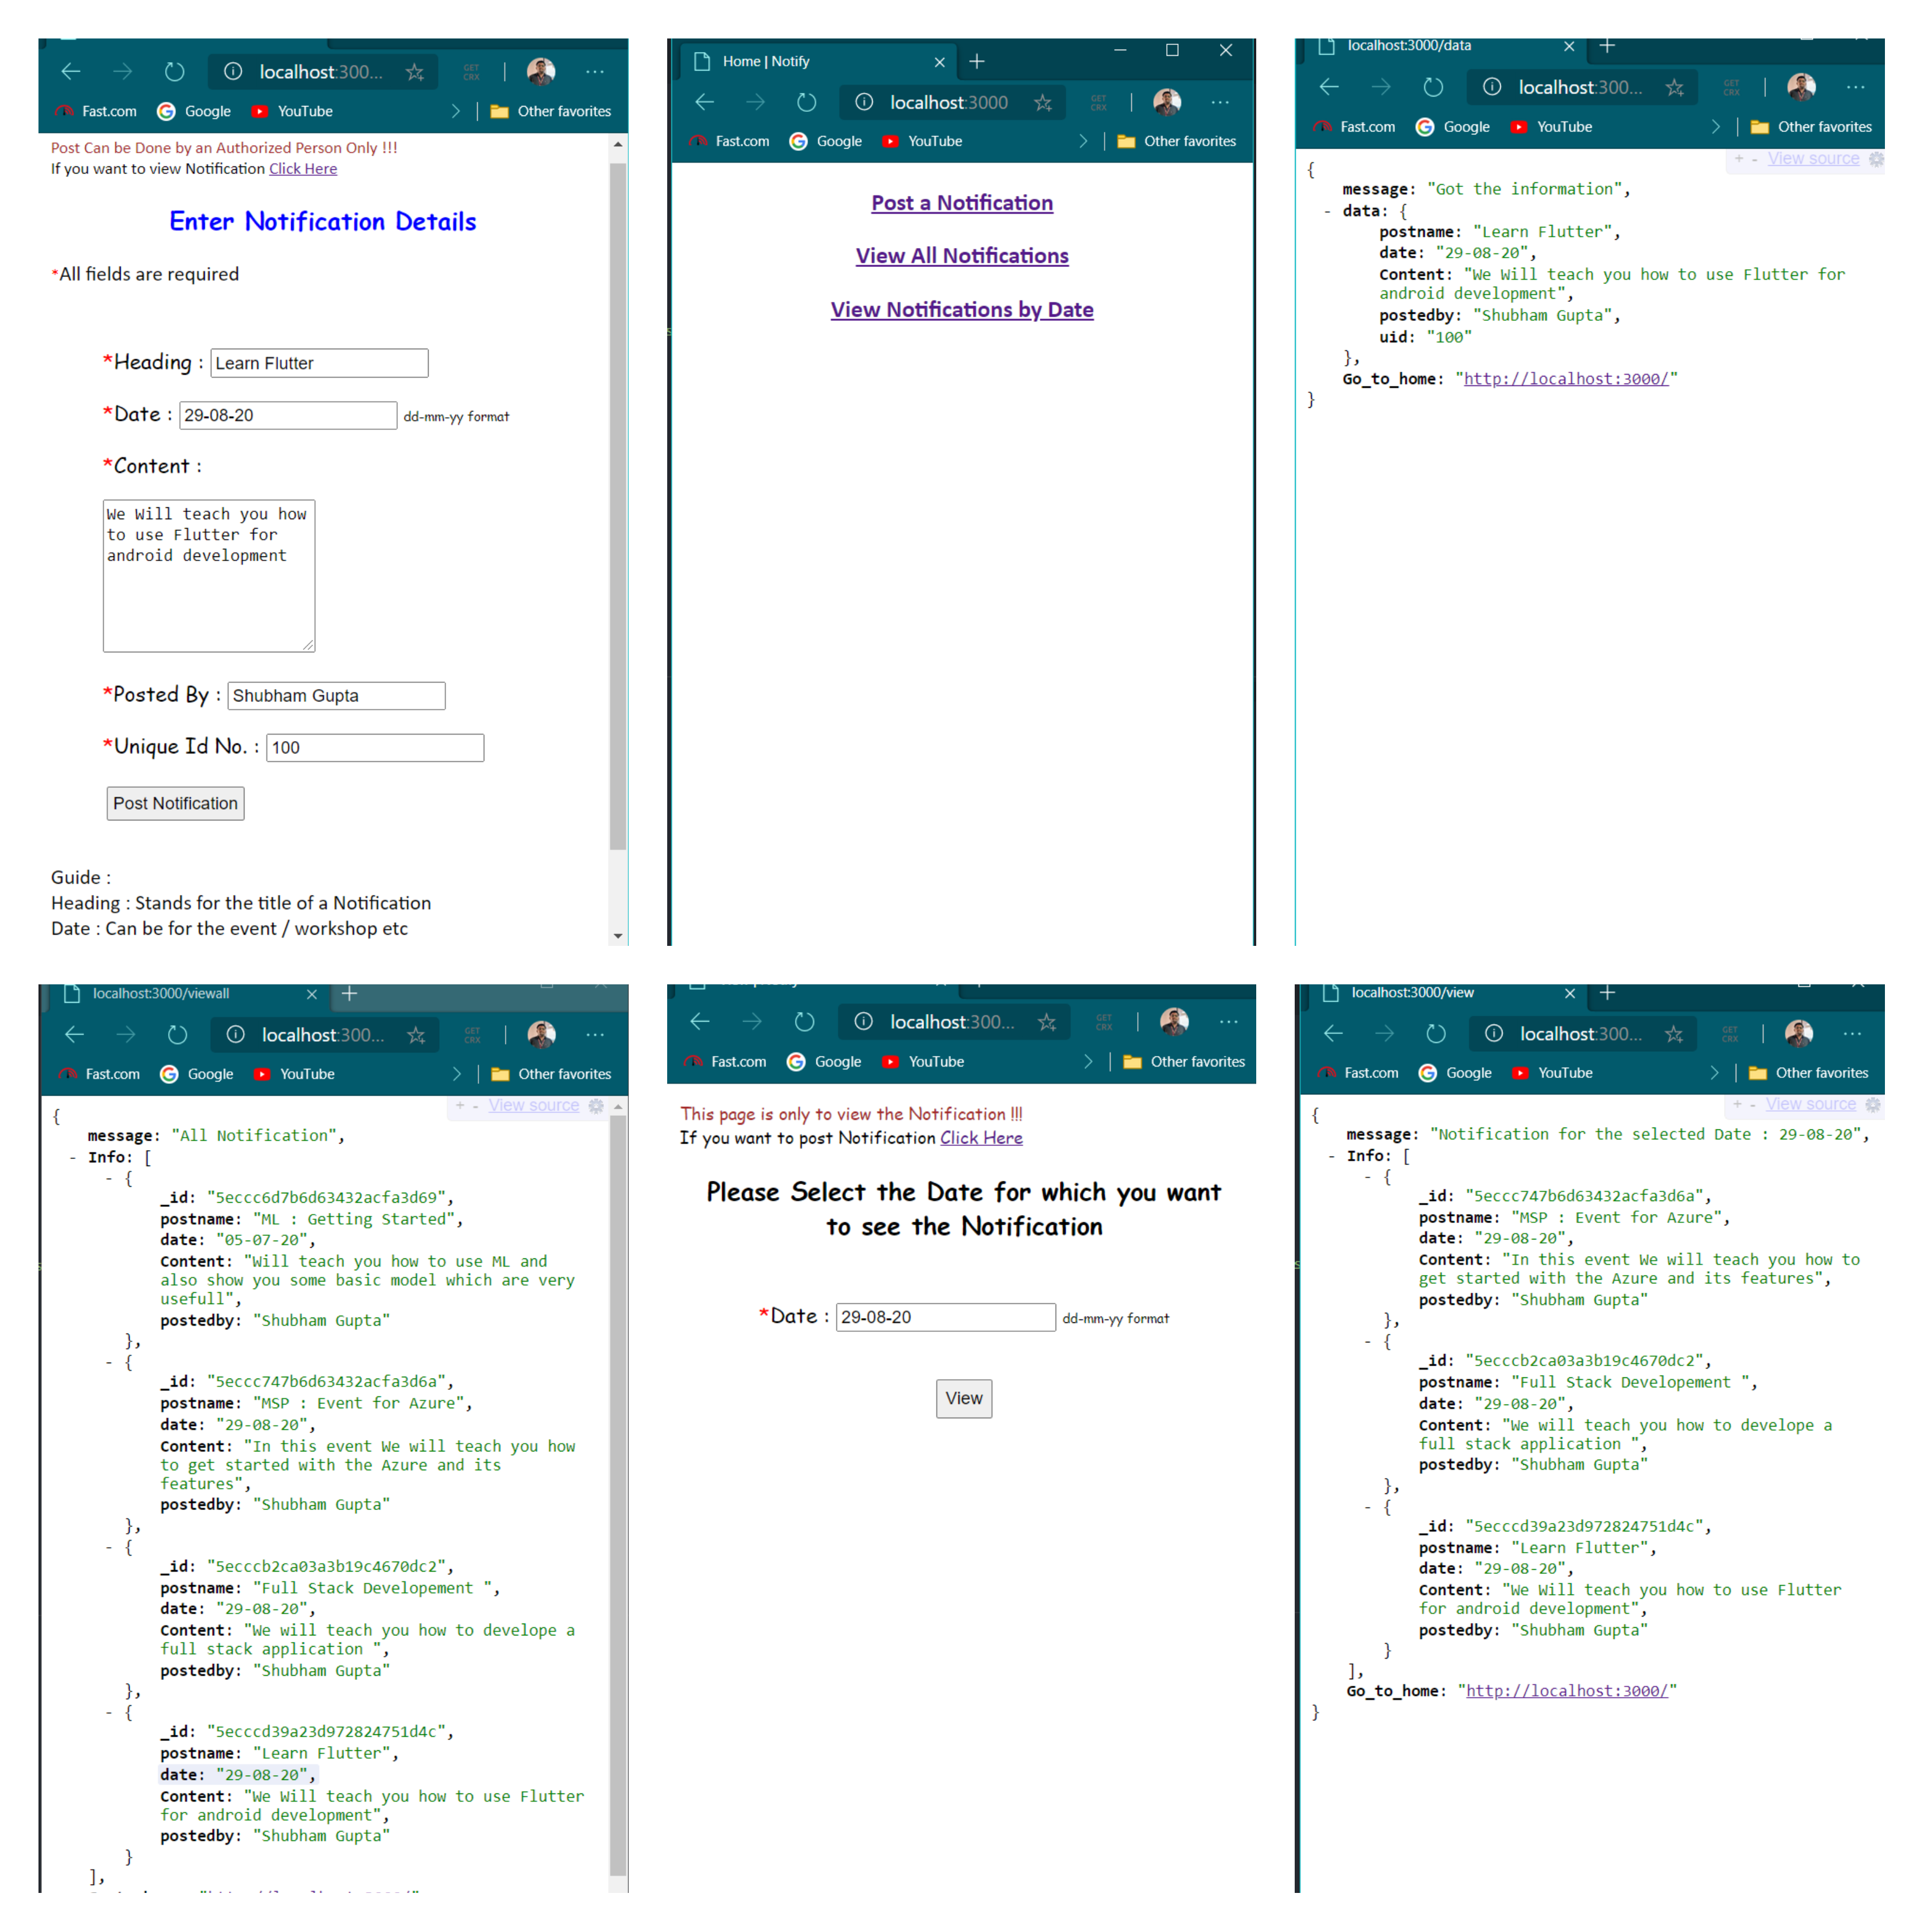 localhost:300...
GET
CRX
Fast.com Google YouTube Other favorites
Post Can be Done by an Authorized Person Only !!!
If you want to view Notification Click Here
Enter Notification Details
*All fields are required
*Heading : Learn Flutter
*Date : 29-08-20 dd-mm-yy format
*Content :
We Will teach you how
to use Flutter for
android development
*Posted By : Shubham Gupta
*Unique Id No. : 100
Post Notification
Guide :
Heading : Stands for the title of a Notification
Date : Can be for the event / workshop etc
Home | Notify
localhost:3000
GET
CRX
Fast.com Google YouTube Other favorites
Post a Notification
View All Notifications
View Notifications by Date
localhost:3000/data
localhost:300...
GET
CRX
Fast.com Google YouTube Other favorites
+ - View source
{
message: "Got the information",
- data: {
postname: "Learn Flutter",
date: "29-08-20",
Content: "We Will teach you how to use Flutter for
android development",
postedby: "Shubham Gupta",
uid: "100"
},
Go_to_home: "http://localhost:3000/"
}
localhost:3000/viewall
localhost:300...
GET
CRX
Fast.com Google YouTube Other favorites
+ - View source
{
message: "All Notification",
- Info: [
- {
_id: "5eccc6d7b6d63432acfa3d69",
postname: "ML : Getting Started",
date: "05-07-20",
Content: "Will teach you how to use ML and
also show you some basic model which are very
usefull",
postedby: "Shubham Gupta"
},
- {
_id: "5eccc747b6d63432acfa3d6a",
postname: "MSP : Event for Azure",
date: "29-08-20",
Content: "In this event We will teach you how
to get started with the Azure and its
features",
postedby: "Shubham Gupta"
},
- {
_id: "5ecccb2ca03a3b19c4670dc2",
postname: "Full Stack Developement ",
date: "29-08-20",
Content: "We will teach you how to develope a
full stack application ",
postedby: "Shubham Gupta"
},
- {
_id: "5ecccd39a23d972824751d4c",
postname: "Learn Flutter",
date: "29-08-20",
Content: "We Will teach you how to use Flutter
for android development",
postedby: "Shubham Gupta"
}
],
localhost:300...
GET
CRX
Fast.com Google YouTube Other favorites
This page is only to view the Notification !!!
If you want to post Notification Click Here
Please Select the Date for which you want
to see the Notification
*Date : 29-08-20 dd-mm-yy format
View
localhost:3000/view
localhost:300...
GET
CRX
Fast.com Google YouTube Other favorites
+ - View source
{
message: "Notification for the selected Date : 29-08-20",
- Info: [
- {
_id: "5eccc747b6d63432acfa3d6a",
postname: "MSP : Event for Azure",
date: "29-08-20",
Content: "In this event We will teach you how to
get started with the Azure and its features",
postedby: "Shubham Gupta"
},
- {
_id: "5ecccb2ca03a3b19c4670dc2",
postname: "Full Stack Developement ",
date: "29-08-20",
Content: "We will teach you how to develope a
full stack application ",
postedby: "Shubham Gupta"
},
- {
_id: "5ecccd39a23d972824751d4c",
postname: "Learn Flutter",
date: "29-08-20",
Content: "We Will teach you how to use Flutter
for android development",
postedby: "Shubham Gupta"
}
],
Go_to_home: "http://localhost:3000/"
}